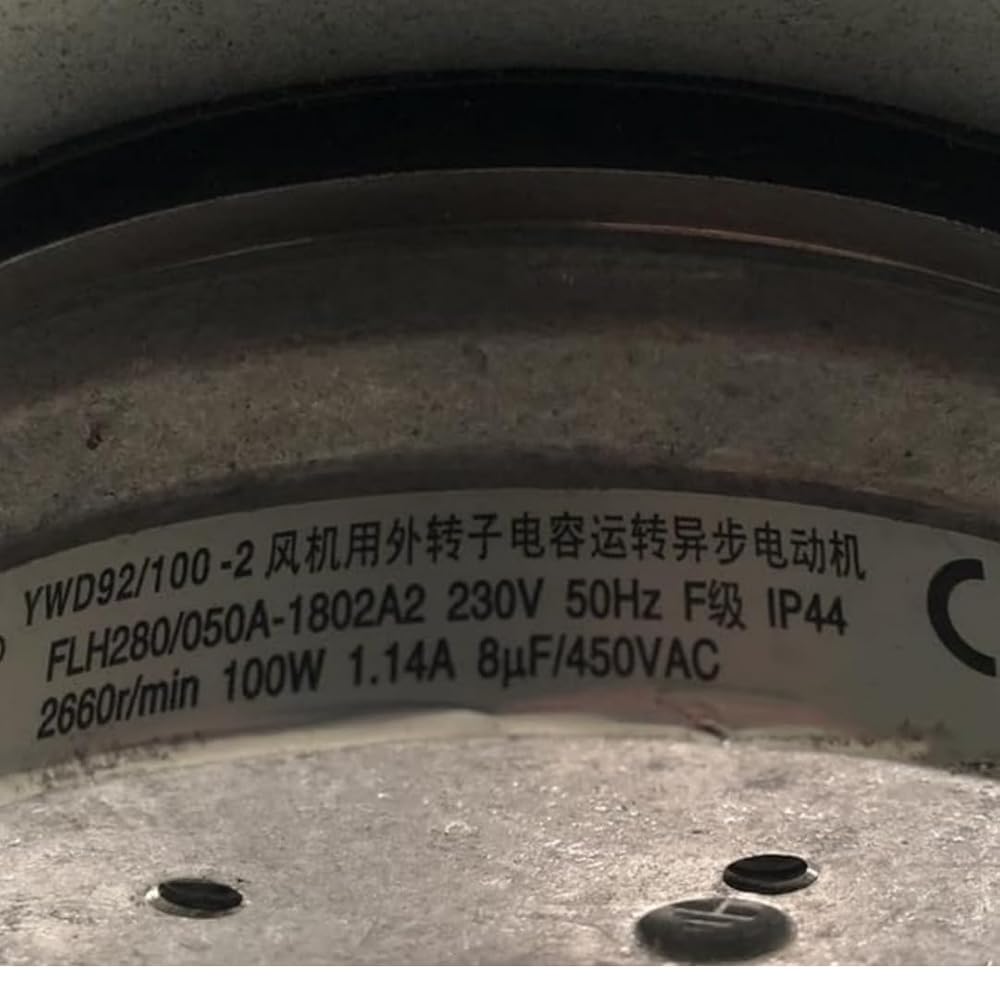 YWD92/100-2 风机用外转子电容运转异步电动机
FLH280/050A-1802A2 230V 50Hz F级 IP44
2660r/min 100W 1.14A 8μF/450VAC